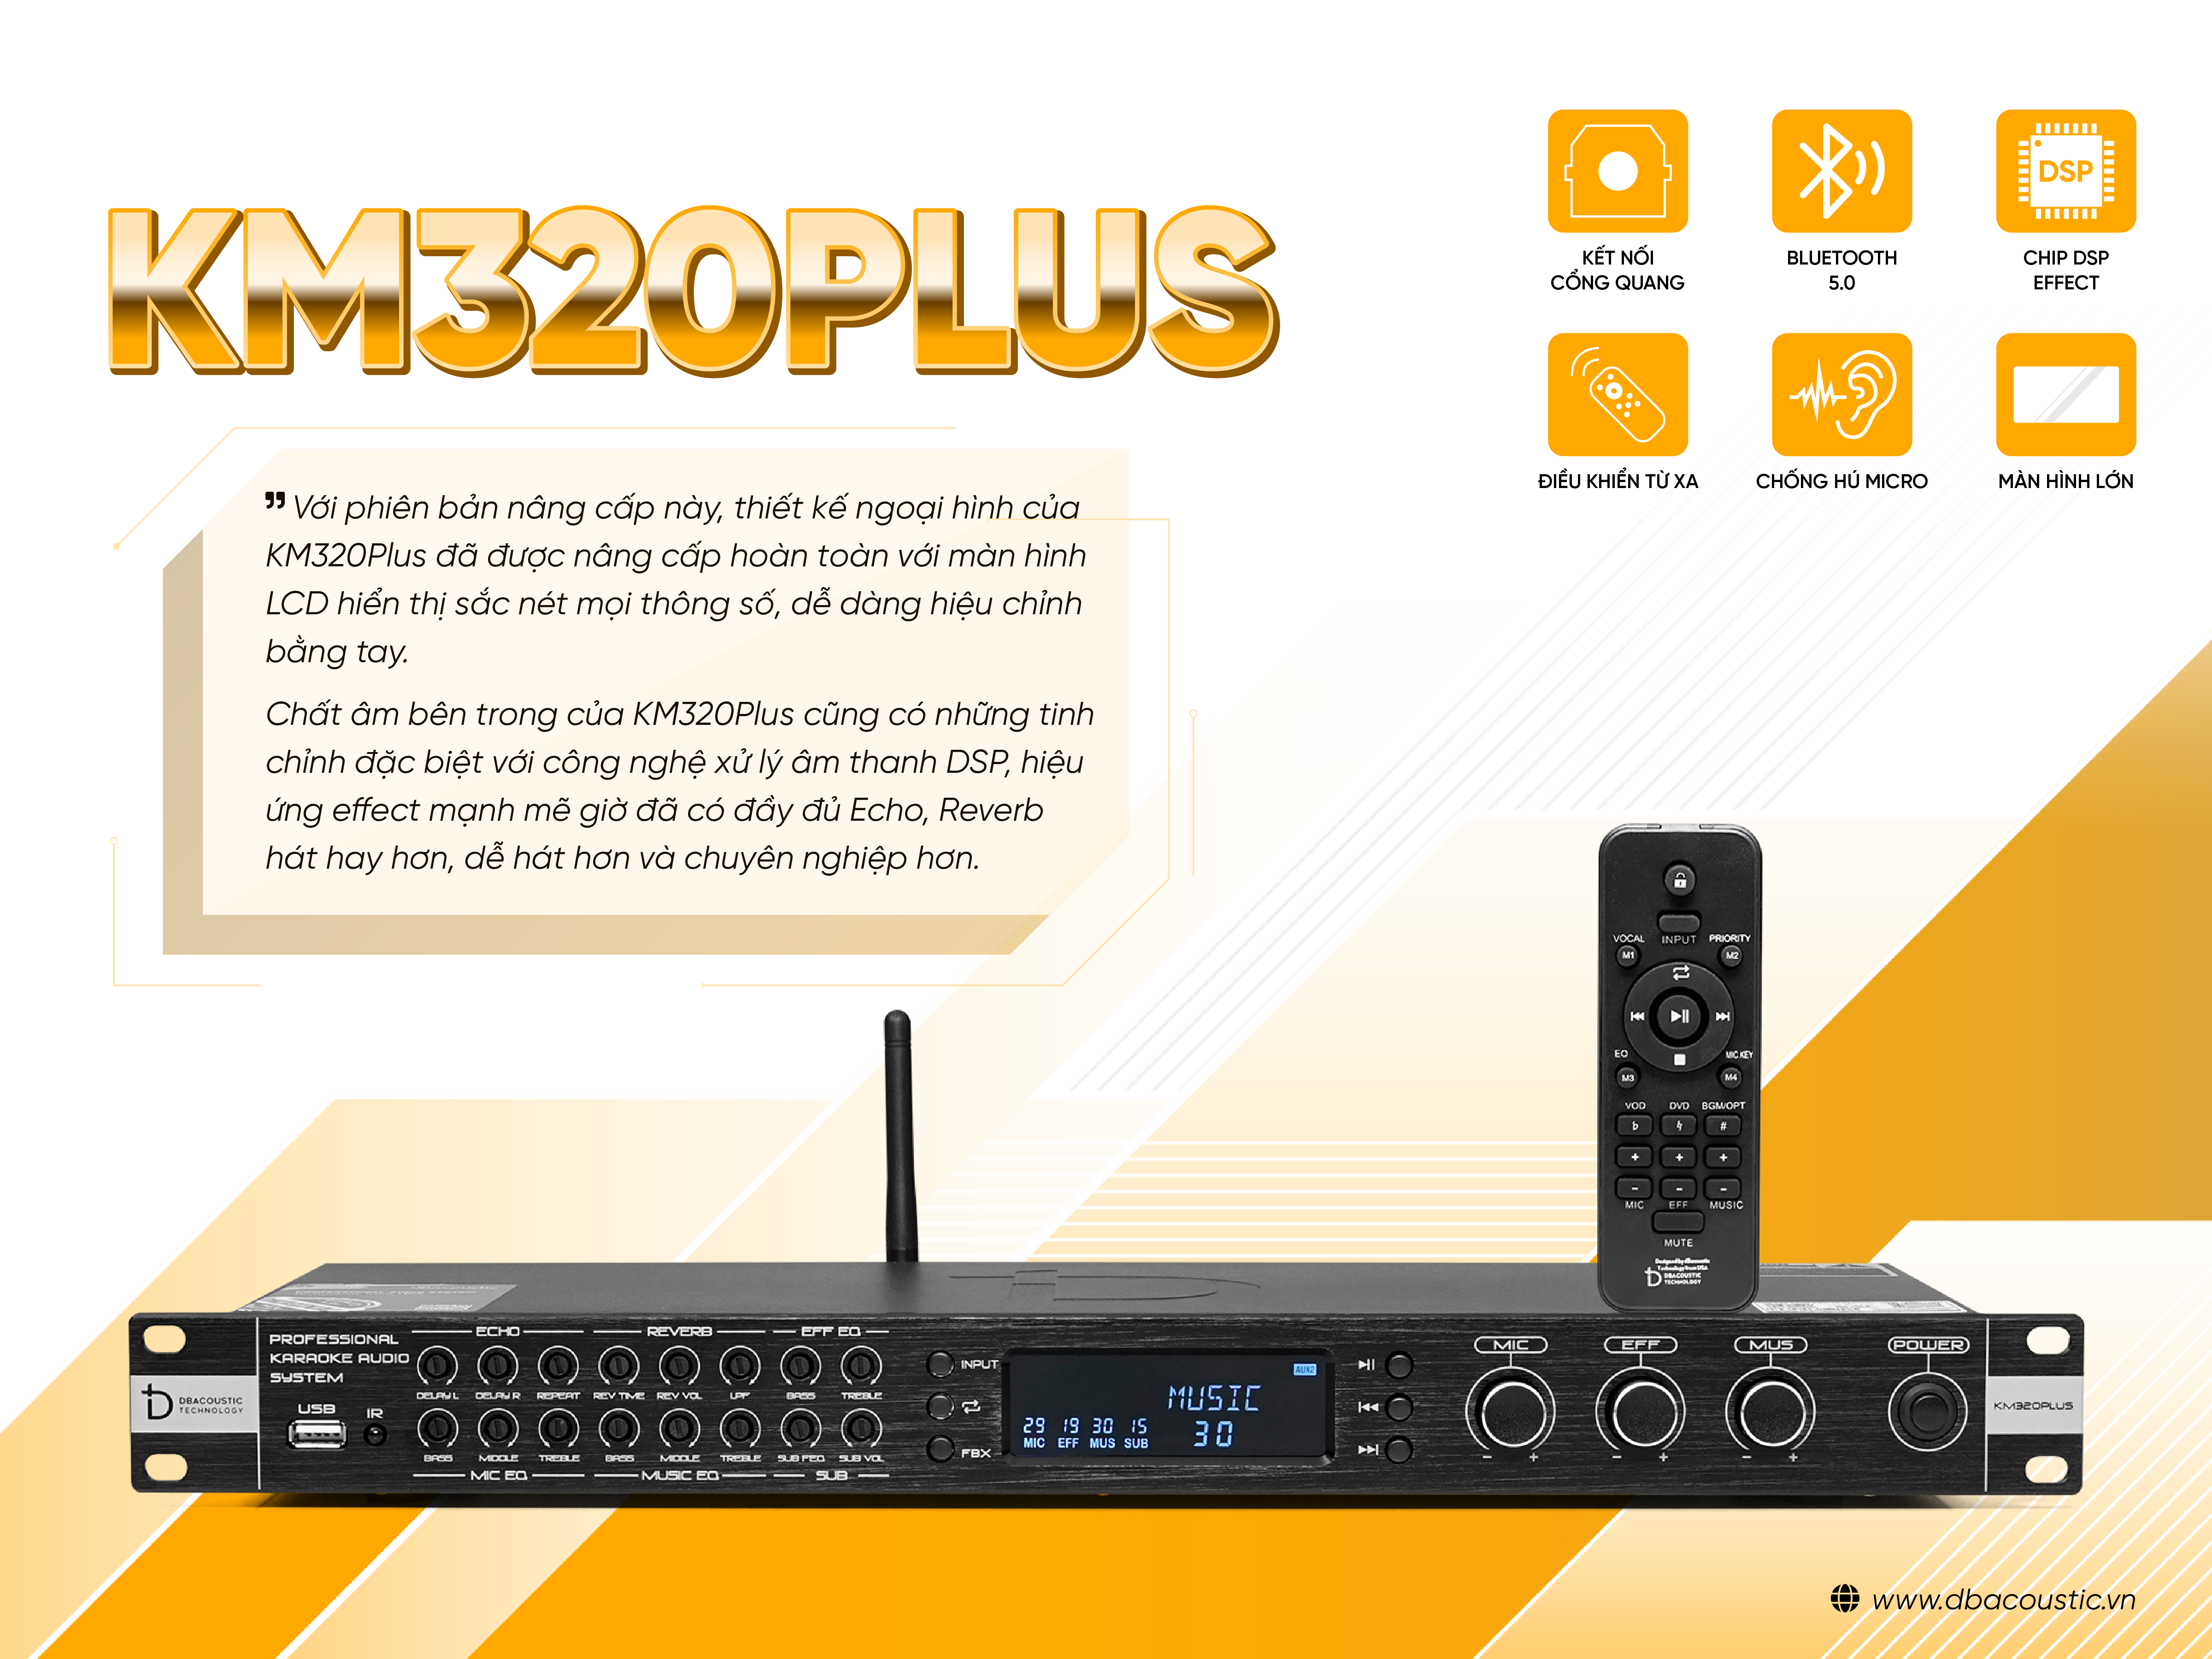 KM320PLUS
KẾT NỐI
CỔNG QUANG
BLUETOOTH
5.0
DSP
CHIP DSP
EFFECT
ĐIỀU KHIỂN TỪ XA
CHỐNG HÚ MICRO
MÀN HÌNH LỚN
” Với phiên bản nâng cấp này, thiết kế ngoại hình của
KM320Plus đã được nâng cấp hoàn toàn với màn hình
LCD hiển thị sắc nét mọi thông số, dễ dàng hiệu chỉnh
bằng tay.
Chất âm bên trong của KM320Plus cũng có những tinh
chỉnh đặc biệt với công nghệ xử lý âm thanh DSP, hiệu
ứng effect mạnh mẽ giờ đã có đầy đủ Echo, Reverb
hát hay hơn, dễ hát hơn và chuyên nghiệp hơn.
VOCAL INPUT PRIORITY
M1 M2
EQ MIC.KEY
M3 M4
VOD DVD BGM/OPT
b ♮ #
+ + +
- - -
MIC EFF MUSIC
MUTE
Designed by dBacoustic
Technology from USA
DBACOUSTIC
TECHNOLOGY
PROFESSIONAL
KARAOKE AUDIO
SYSTEM
DBACOUSTIC
TECHNOLOGY
USB IR
ECHO REVERB EFF EQ
DELAY L DELAY R REPEAT REV TIME REV VOL LPF BASS TREBLE
BASS MIDDLE TREBLE BASS MIDDLE TREBLE SUB FEQ SUB VOL
MIC EQ MUSIC EQ SUB
INPUT
FBX
AUX2
MUSIC
29 19 30 15 30
MIC EFF MUS SUB
MIC EFF MUS POWER
- + - + - +
KM320PLUS
www.dbacoustic.vn